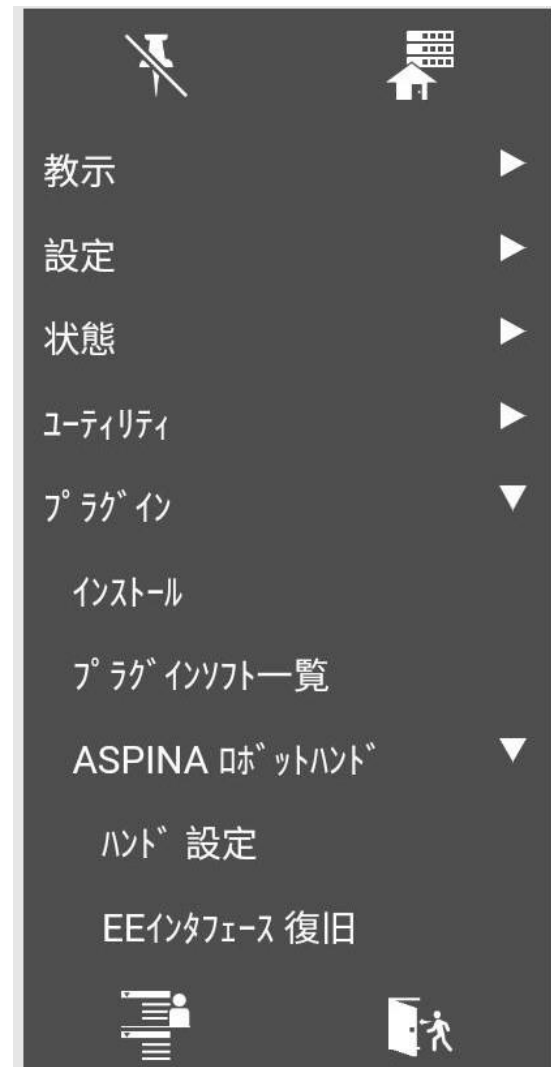 教示
設定
状態
ﾕｰﾃｨﾘﾃｨ
ﾌﾟﾗｸﾞｲﾝ
ｲﾝｽﾄｰﾙ
ﾌﾟﾗｸﾞｲﾝｿﾌﾄ一覧
ASPINA ﾛﾎﾞｯﾄﾊﾝﾄﾞ
ﾊﾝﾄﾞ設定
EEｲﾝﾀﾌｪｰｽ 復旧